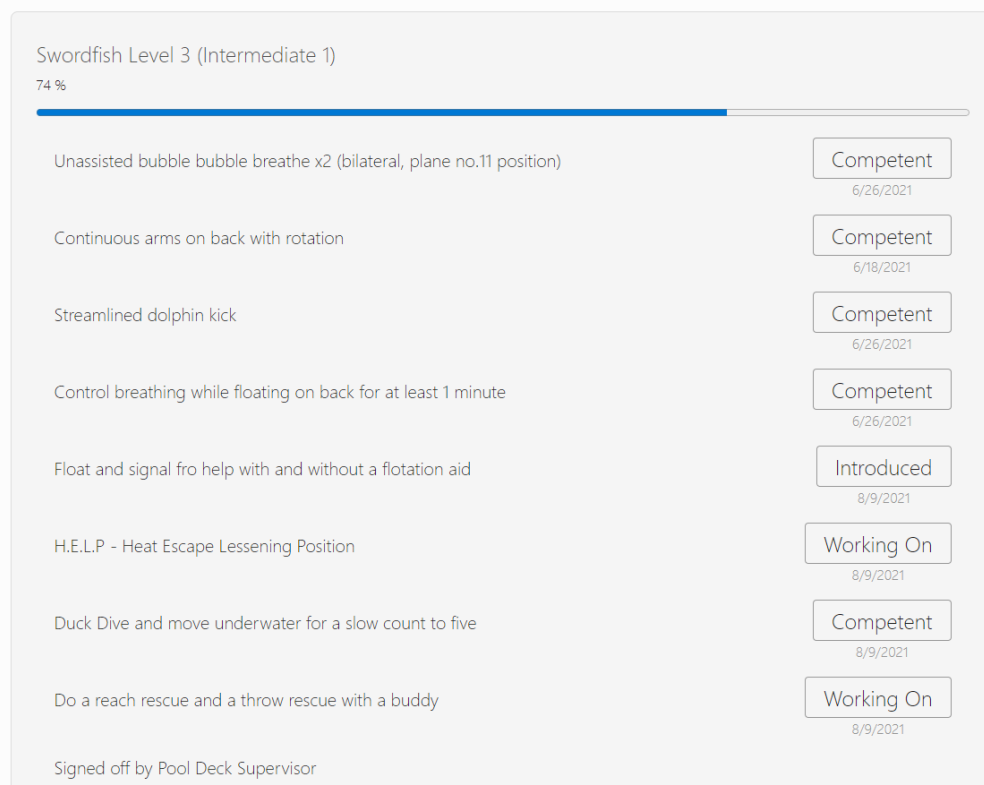 Swordfish Level 3 (Intermediate 1)
74 %
Unassisted bubble bubble breathe x2 (bilateral, plane no.11 position)
Competent
6/26/2021
Continuous arms on back with rotation
Competent
6/18/2021
Streamlined dolphin kick
Competent
6/26/2021
Control breathing while floating on back for at least 1 minute
Competent
6/26/2021
Float and signal fro help with and without a flotation aid
Introduced
8/9/2021
H.E.L.P - Heat Escape Lessening Position
Working On
8/9/2021
Duck Dive and move underwater for a slow count to five
Competent
8/9/2021
Do a reach rescue and a throw rescue with a buddy
Working On
8/9/2021
Signed off by Pool Deck Supervisor